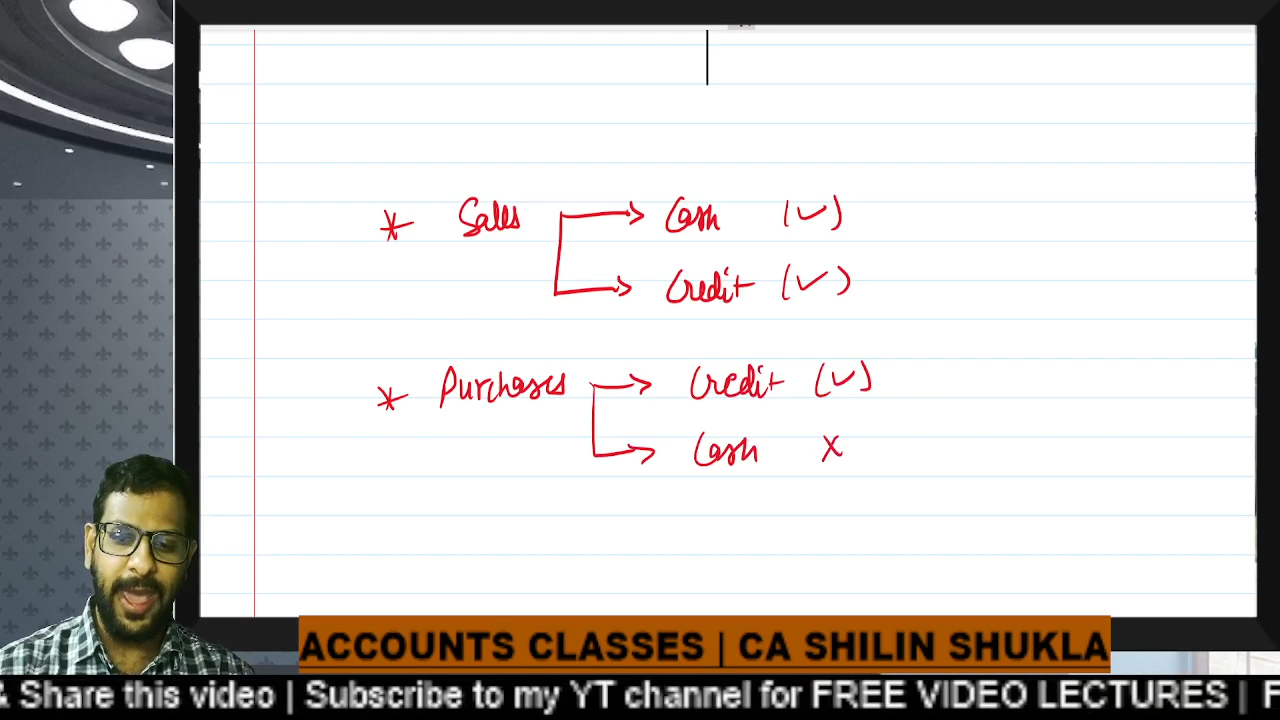 * Sales → Cash (✓)
→ Credit (✓)
* Purchases → Credit (✓)
→ Cash X
ACCOUNTS CLASSES | CA SHILIN SHUKLA
& Share this video | Subscribe to my YT channel for FREE VIDEO LECTURES | F